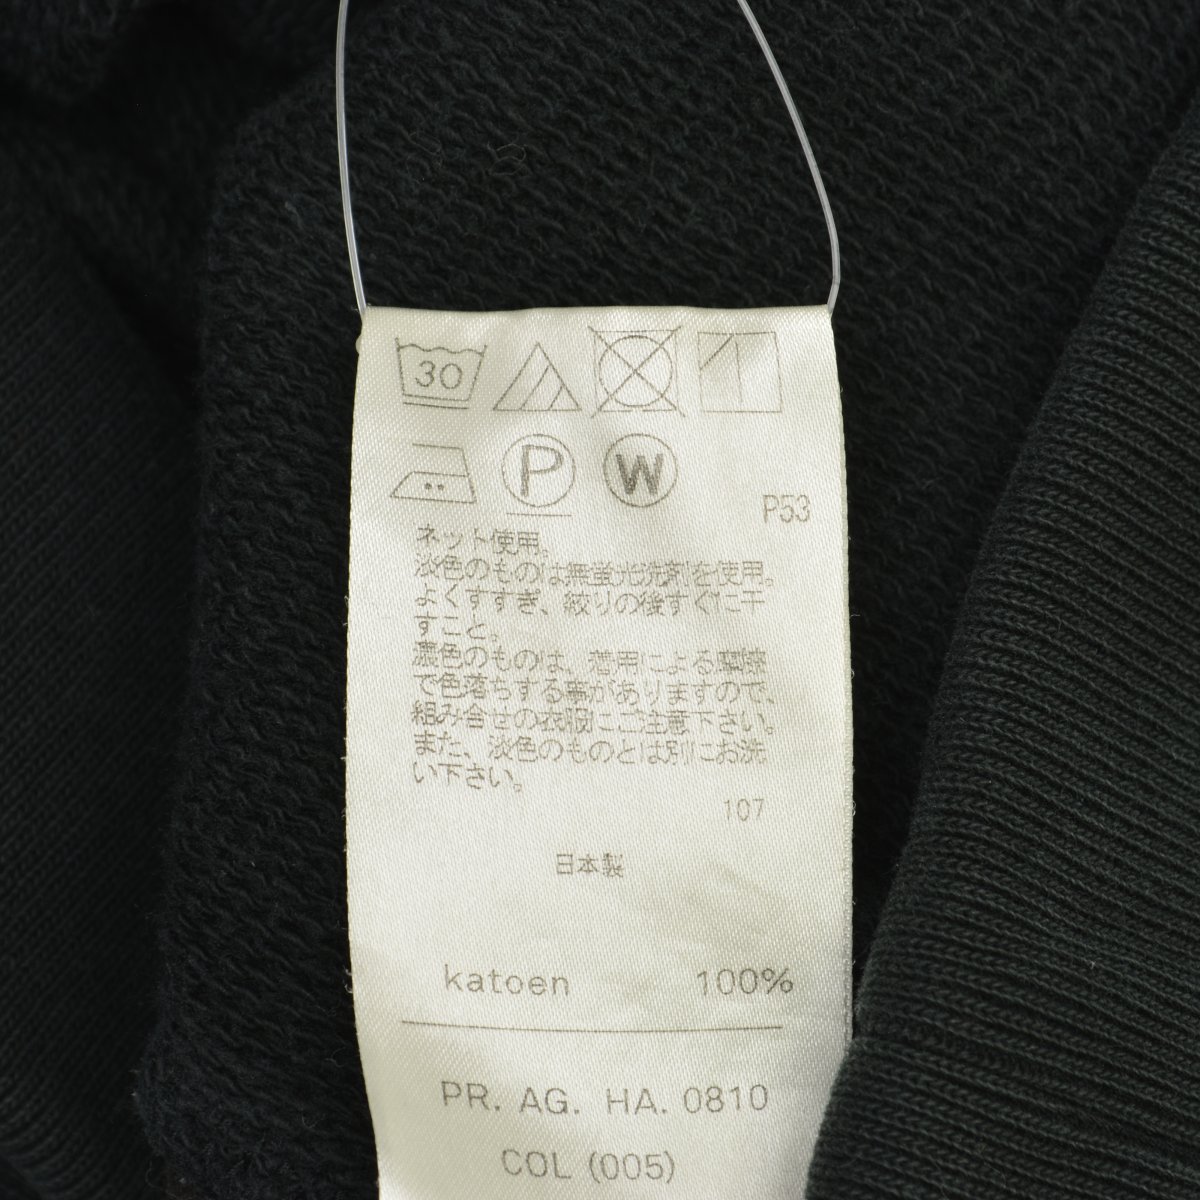 30
P W
P53
ネット使用。
淡色のものは無蛍光洗剤を使用。
よくすすぎ、絞りの後すぐに干
すこと。
濃色のものは、着用による摩擦
で色落ちする事がありますので、
組み合せの衣服にご注意下さい。
また、淡色のものとは別にお洗
い下さい。
107
日本製
katoen 100%
PR. AG. HA. 0810
COL (005)